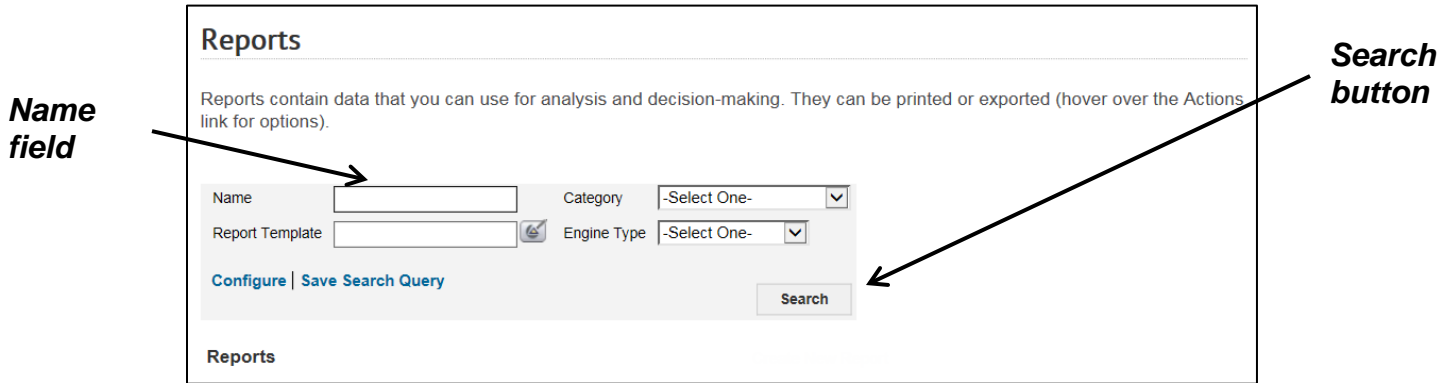 Reports
Reports contain data that you can use for analysis and decision-making. They can be printed or exported (hover over the Actions
link for options).
Name
field
Search
button
Name
Category
-Select One-
Report Template
Engine Type
-Select One-
Configure | Save Search Query
Search
Reports